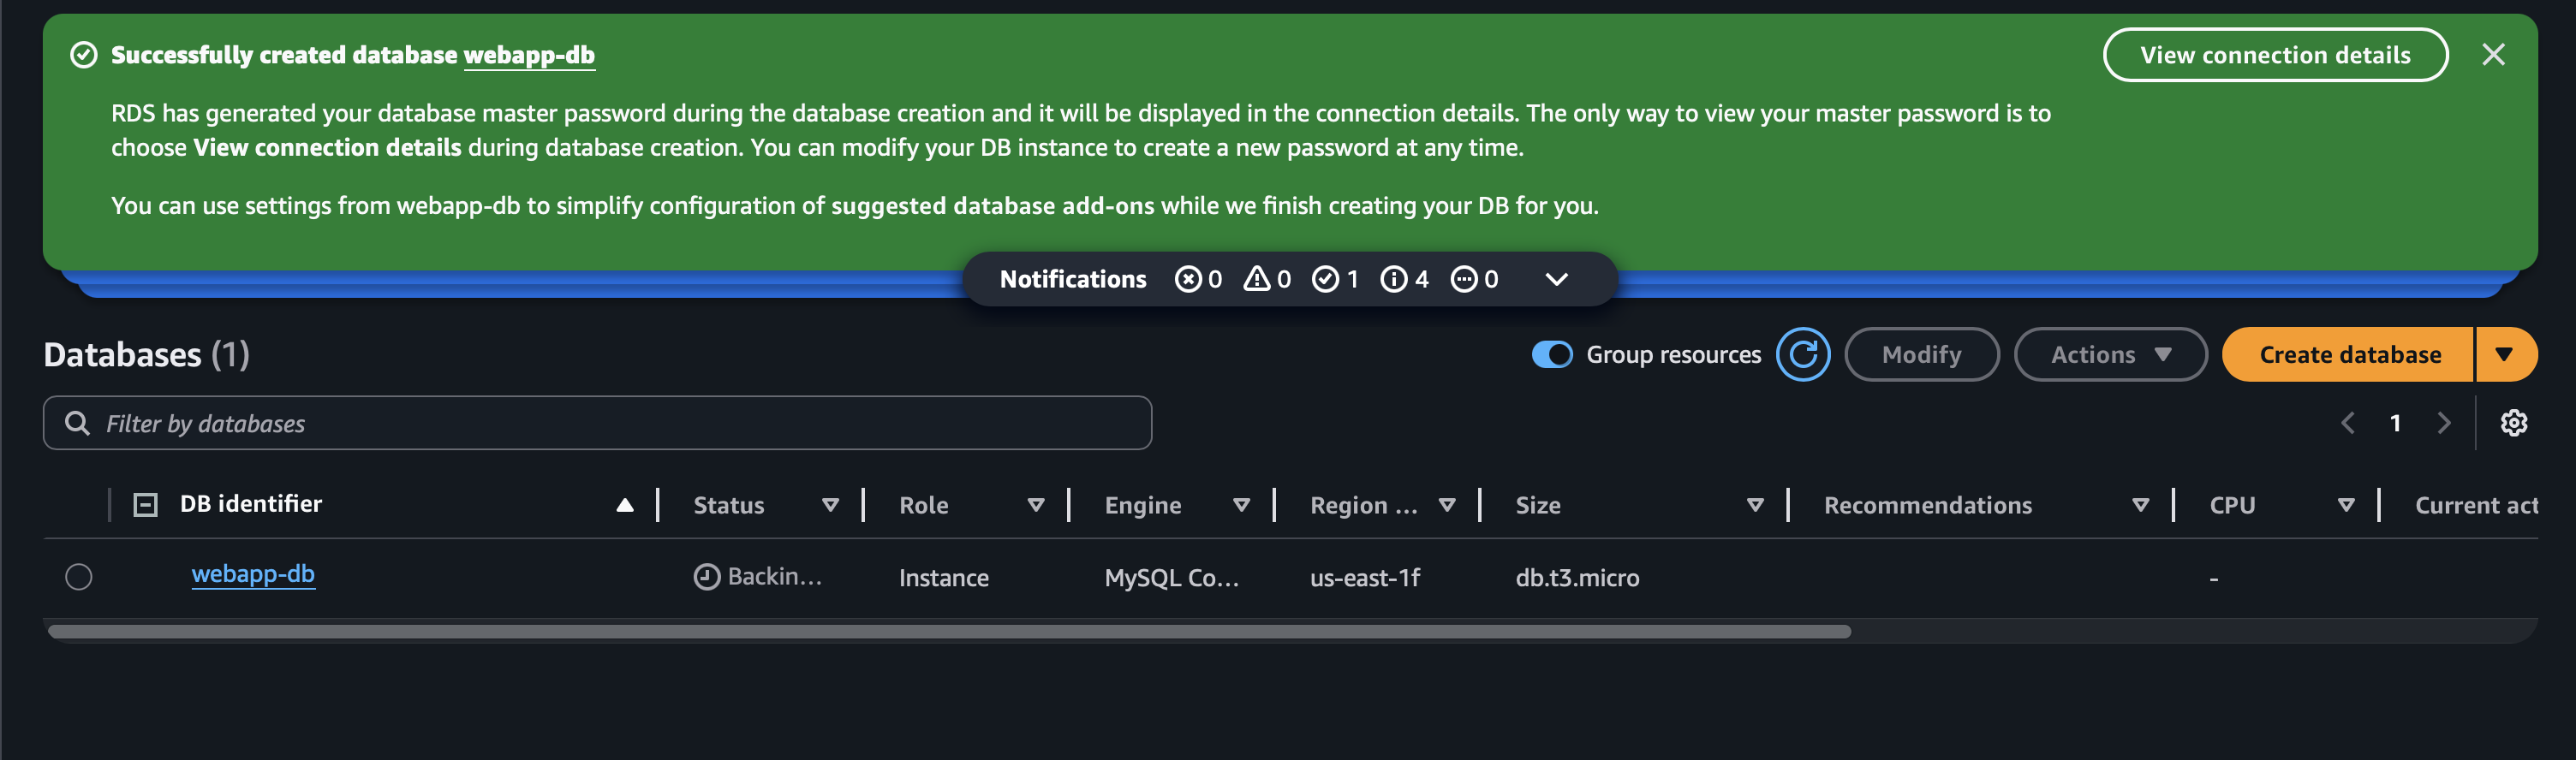 Successfully created database webapp-db
View connection details
RDS has generated your database master password during the database creation and it will be displayed in the connection details. The only way to view your master password is to
choose View connection details during database creation. You can modify your DB instance to create a new password at any time.
You can use settings from webapp-db to simplify configuration of suggested database add-ons while we finish creating your DB for you.
Notifications 0 0 1 4 0
Databases (1)
Group resources
Modify
Actions
Create database
Filter by databases
1
DB identifier Status Role Engine Region ... Size Recommendations CPU Current act
webapp-db Backin... Instance MySQL Co... us-east-1f db.t3.micro -